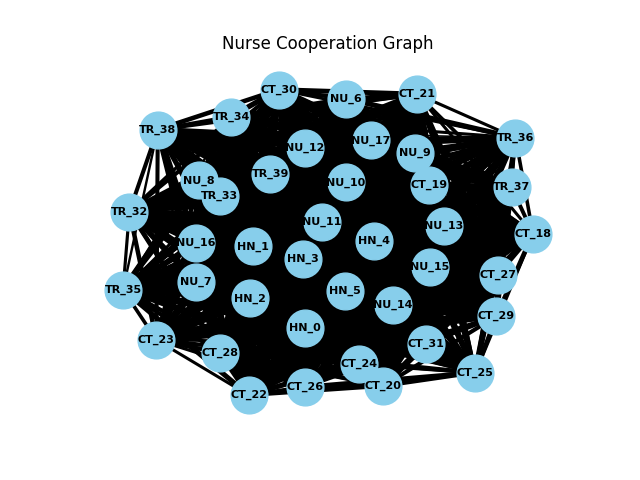 Nurse Cooperation Graph
CT_30
CT_21
NU_6
TR_34
TR_38
TR_36
NU_17
NU_12
NU_9
TR_39
NU_8
NU_10
CT_19
TR_37
TR_33
TR_32
NU_11
NU_13
CT_18
NU_16
HN_1
HN_4
HN_3
NU_15
CT_27
NU_7
TR_35
HN_5
HN_2
NU_14
CT_29
HN_0
CT_23
CT_31
CT_28
CT_24
CT_25
CT_26
CT_20
CT_22